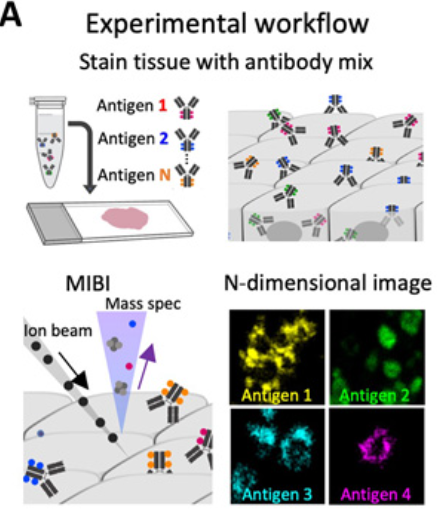 A
Experimental workflow
Stain tissue with antibody mix
Antigen 1
Antigen 2
Antigen N
MIBI
Mass spec
Ion beam
N-dimensional image
Antigen 1
Antigen 2
Antigen 3
Antigen 4